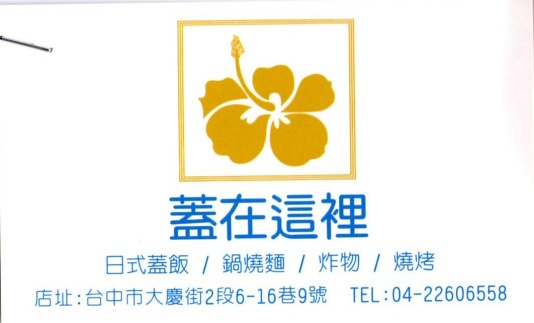 蓋在這裡
日式蓋飯 / 鍋燒麵 / 炸物 / 燒烤
店址:台中市大慶街2段6-16巷9號 TEL:04-22606558